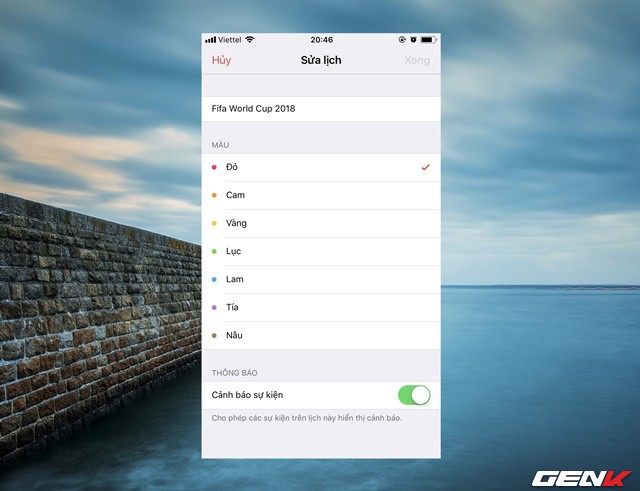 Viettel 20:46
Hủy Sửa lịch Xong
Fifa World Cup 2018
MÀU
Đỏ
Cam
Vàng
Lục
Lam
Tía
Nâu
THÔNG BÁO
Cảnh báo sự kiện
Cho phép các sự kiện trên lịch này hiển thị cảnh báo.
GENK